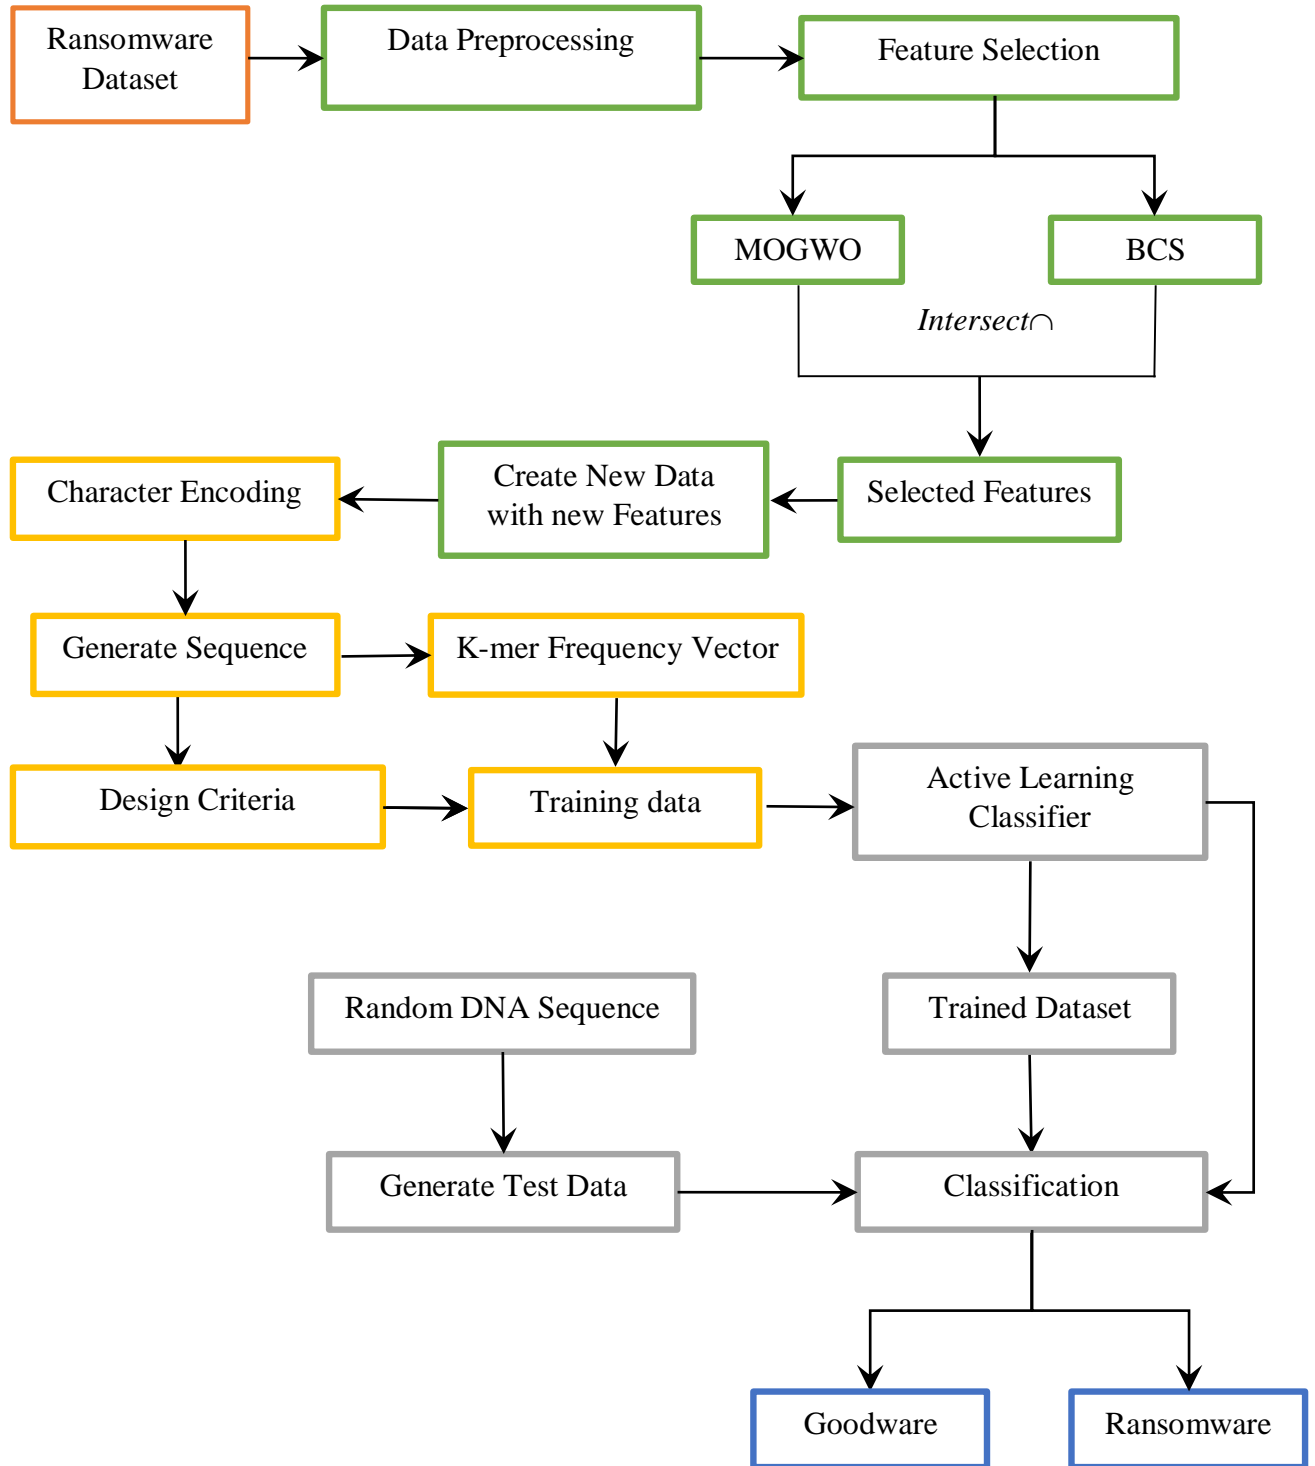 Ransomware
Dataset
Data Preprocessing
Feature Selection
MOGWO
BCS
Intersect∩
Selected Features
Create New Data
with new Features
Character Encoding
Generate Sequence
K-mer Frequency Vector
Design Criteria
Training data
Active Learning
Classifier
Random DNA Sequence
Trained Dataset
Generate Test Data
Classification
Goodware
Ransomware